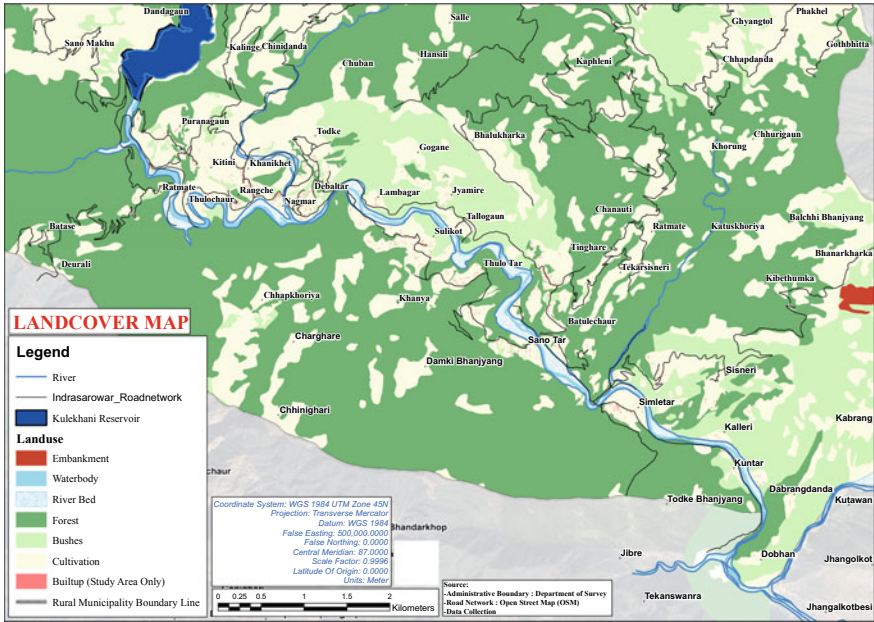 Dandagaun
Salle
Ghyangtol
Phakhel
Sano Makhu
Kalinge
Chinidanda
Hansili
Gothbhitta
Chuban
Kaphleni
Chhapdanda
Puranagaun
Todke
Bhalukharka
Chhurigaun
Khorung
Gogane
Kitini
Khanikhet
Ratmate
Rangche
Debaltar
Lambagar
Jyamire
Thulochaur
Nagmar
Chanauti
Tallogaun
Balchhi Bhanjyang
Batase
Sulikot
Ratmate
Katuskhoriya
Tinghare
Bhanarkharka
Deurali
Thulo Tar
Tekarsisneri
Kibethumka
Chhapkhoriya
Khanya
Batulechaur
LANDCOVER MAP
Charghare
Sano Tar
Legend
Damki Bhanjyang
Sisneri
River
Indrasarowar_Roadnetwork
Kulekhani Reservoir
Chhinighari
Simletar
Kabrang
Kalleri
Landuse
Embankment
Waterbody
River Bed
Forest
Bushes
Cultivation
Builtup (Study Area Only)
Rural Municipality Boundary Line
chaur
Kuntar
Dabrangdanda
Todke Bhanjyang
Kutawan
Coordinate System: WGS 1984 UTM Zone 45N
Projection: Transverse Mercator
Datum: WGS 1984
False Easting: 500,000.0000
False Northing: 0.0000
Central Meridian: 87.0000
Scale Factor: 0.9996
Latitude Of Origin: 0.0000
Units: Meter
Bhandarkhop
Jibre
Dobhan
Jhangolkot
Tekanswanra
Jhangalkotbesi
0 0.25 0.5 1 1.5 2
Kilometers
Source:
-Administrative Boundary : Department of Survey
-Road Network : Open Street Map (OSM)
-Data Collection